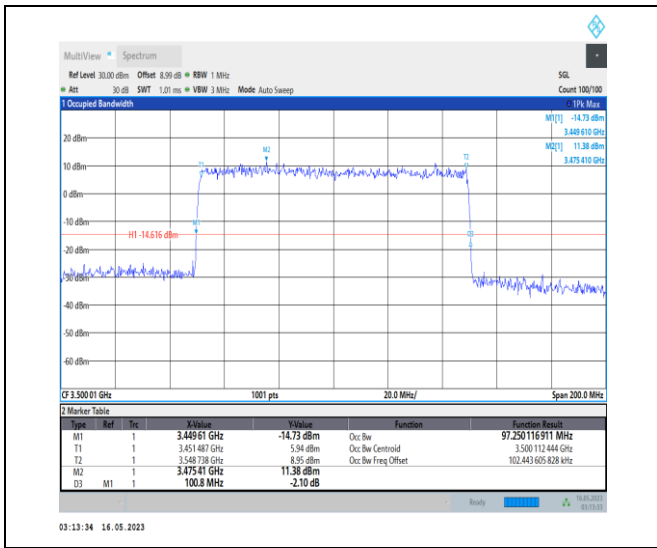 MultiView Spectrum
Ref Level 30.00 dBm Offset 8.99 dB RBW 1 MHz SGL
Att 30 dB SWT 1.01 ms VBW 3 MHz Mode Auto Sweep Count 100/100
1 Occupied Bandwidth 1Pk Max
M1[1] -14.73 dBm
3.449 610 GHz
M2[1] 11.38 dBm
3.475 410 GHz
20 dBm
M2
T1
T2
10 dBm
0 dBm
-10 dBm
M1
H1 -14.616 dBm
D3
-20 dBm
-30 dBm
-40 dBm
-50 dBm
-60 dBm
CF 3.500 01 GHz 1001 pts 20.0 MHz/ Span 200.0 MHz
2 Marker Table
Type Ref Trc X-Value Y-Value Function Function Result
M1 1 3.449 61 GHz -14.73 dBm Occ Bw 97.250 116 911 MHz
T1 1 3.451 487 GHz 5.94 dBm Occ Bw Centroid 3.500 112 444 GHz
T2 1 3.548 738 GHz 8.95 dBm Occ Bw Freq Offset 102.443 605 828 kHz
M2 1 3.475 41 GHz 11.38 dBm
D3 M1 1 100.8 MHz -2.10 dB
Ready 16.05.2023
03:13:33
03:13:34 16.05.2023